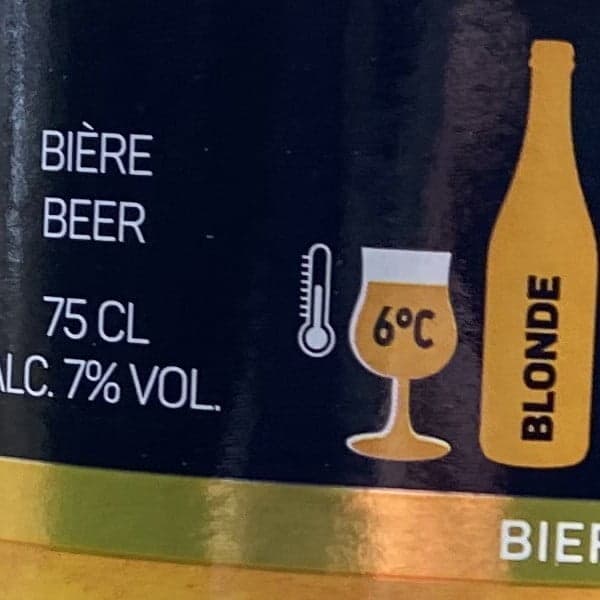 BIÈRE
BEER
75 CL
ALC. 7% VOL.
6°C
BLONDE
BIER